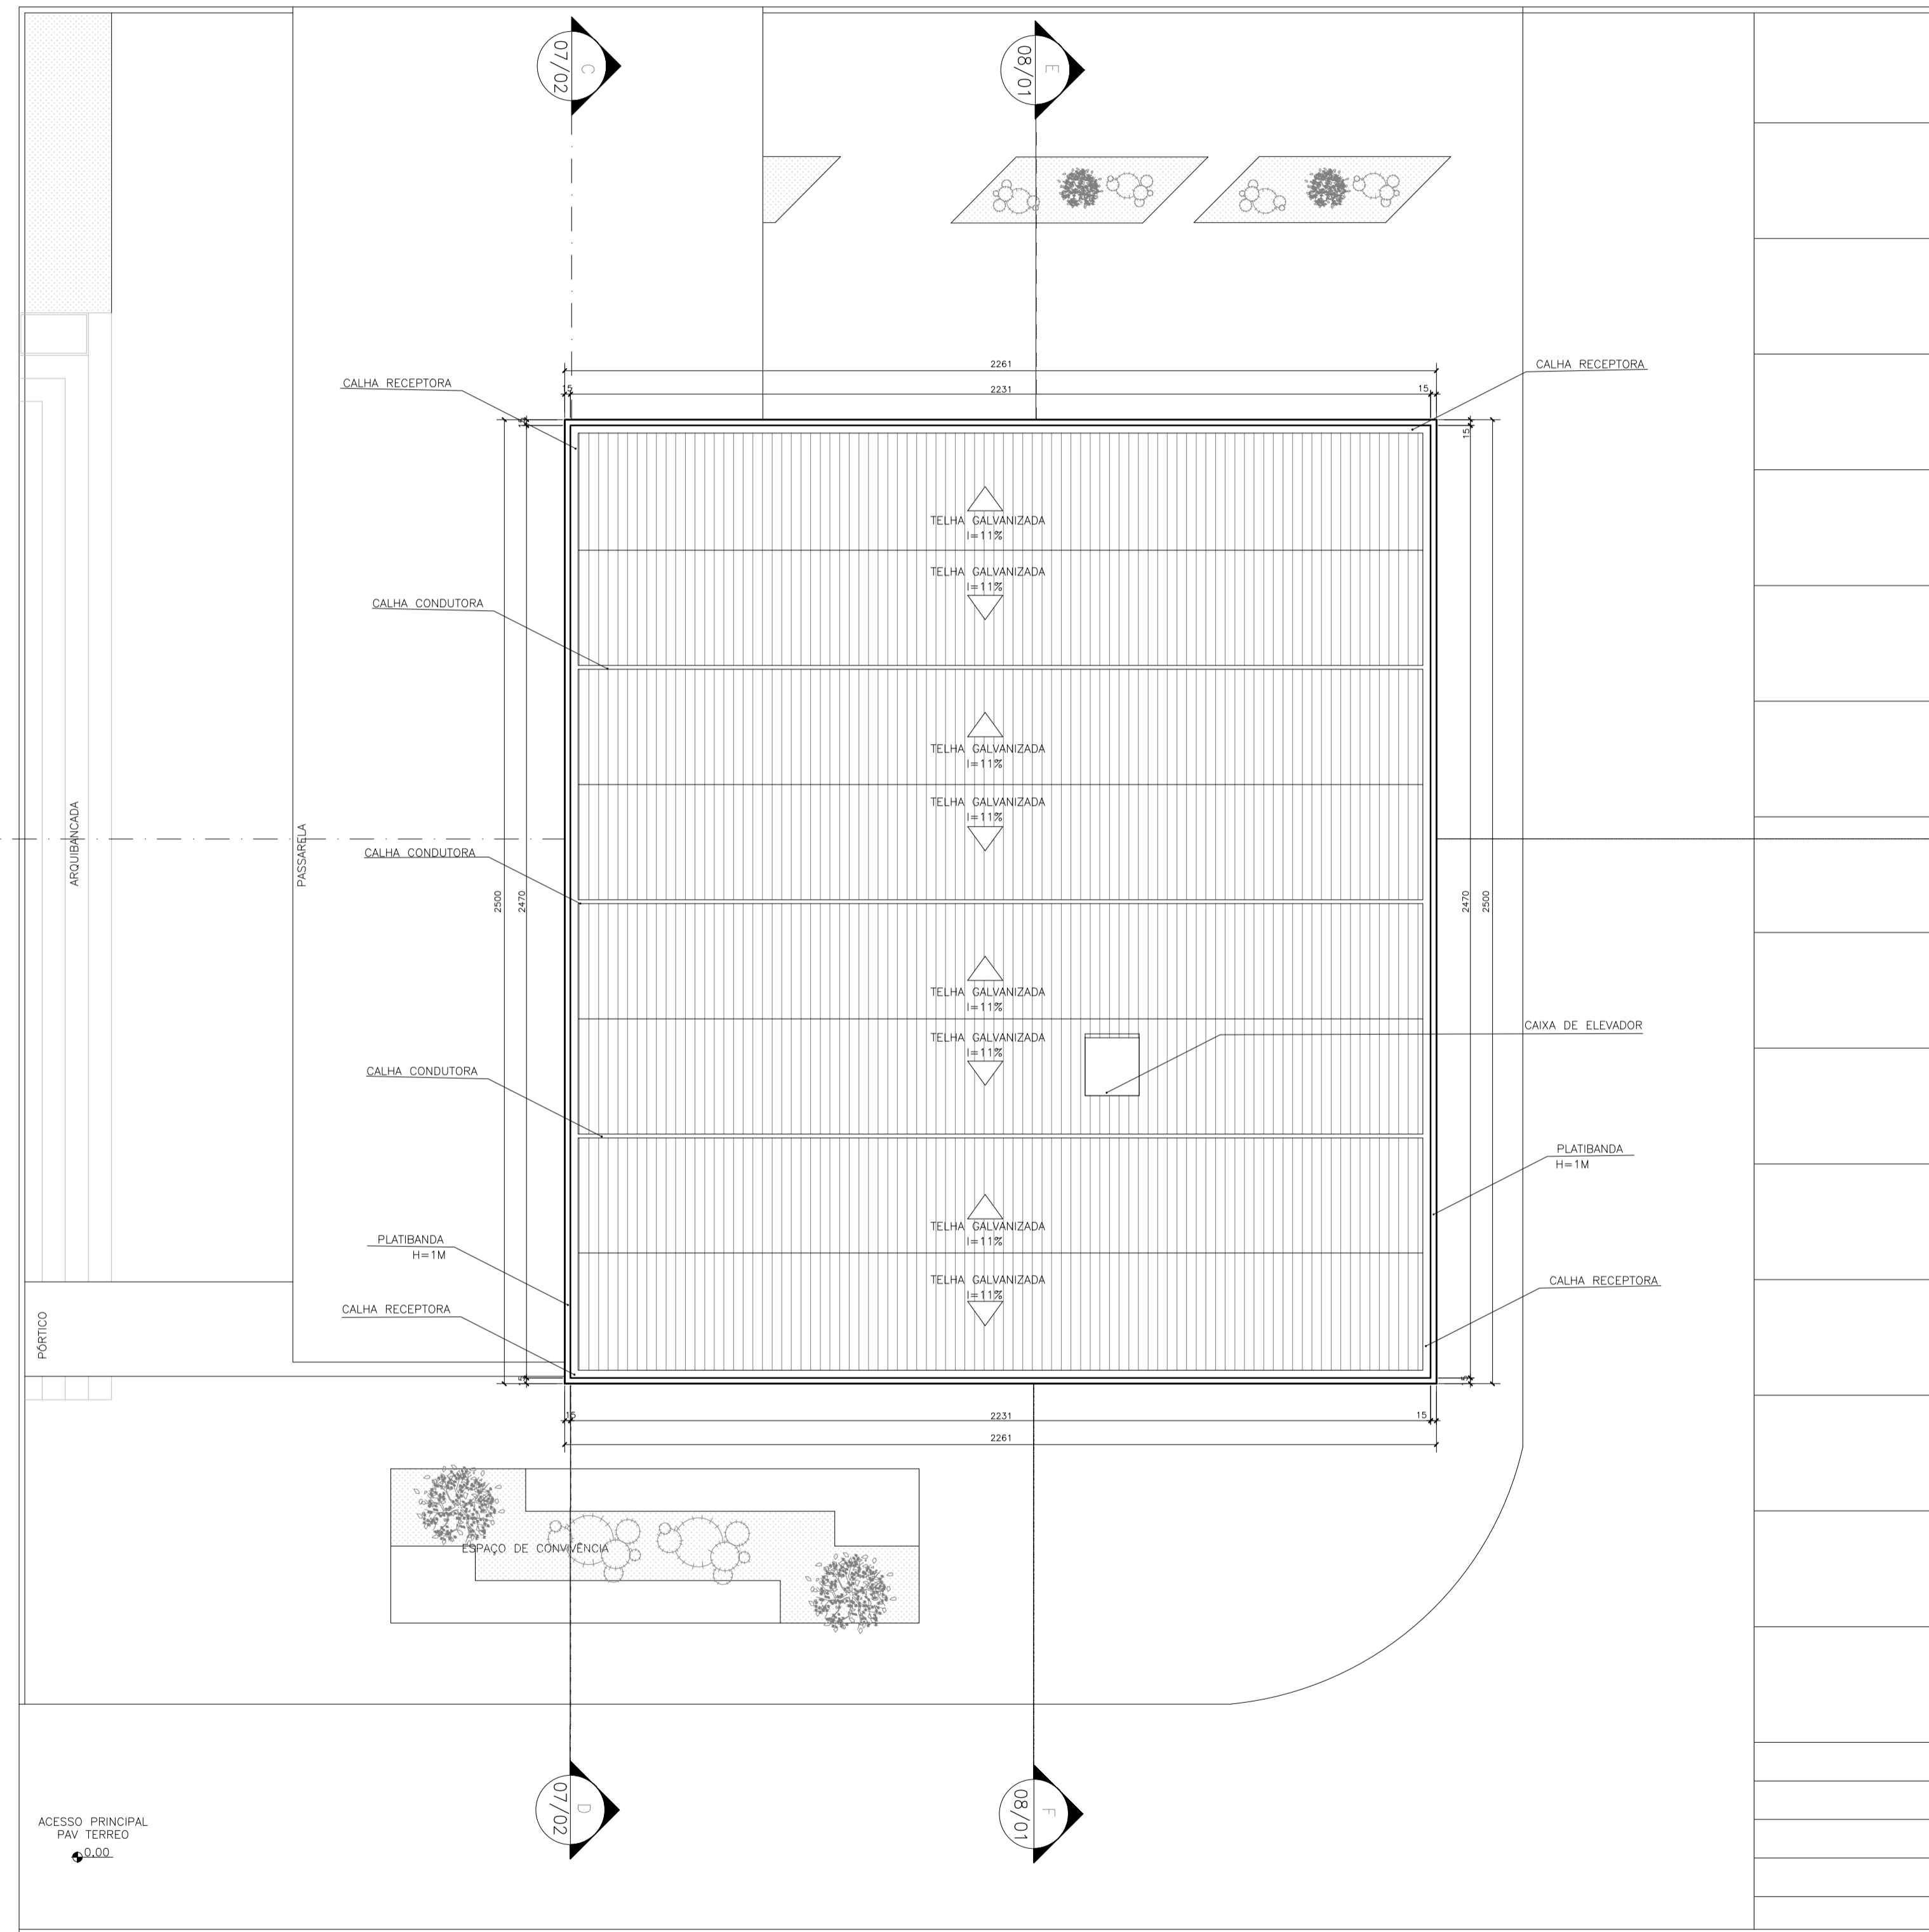 C
07/02
E
08/01
2261
CALHA RECEPTORA
CALHA RECEPTORA
15
2231
15
15
15
TELHA GALVANIZADA
I=11%
TELHA GALVANIZADA
I=11%
CALHA CONDUTORA
TELHA GALVANIZADA
I=11%
TELHA GALVANIZADA
I=11%
ARQUIBANCADA
PASSARELA
CALHA CONDUTORA
2500
2470
2470
2500
TELHA GALVANIZADA
I=11%
TELHA GALVANIZADA
I=11%
CAIXA DE ELEVADOR
CALHA CONDUTORA
PLATIBANDA
H=1M
TELHA GALVANIZADA
I=11%
PLATIBANDA
H=1M
TELHA GALVANIZADA
I=11%
CALHA RECEPTORA
CALHA RECEPTORA
PÓRTICO
15
15
15
2231
15
2261
ESPAÇO DE CONVIVÊNCIA
D
07/02
F
08/01
ACESSO PRINCIPAL
PAV TERREO
0,00